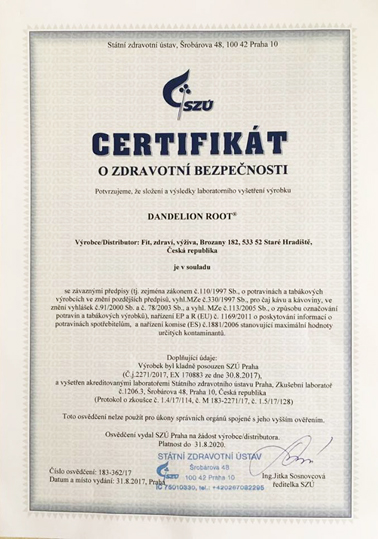 Státní zdravotní ústav, Šrobárova 48, 100 42 Praha 10
SZÚ
CERTIFIKÁT
O ZDRAVOTNÍ BEZPEČNOSTI
Potvrzujeme, že složení a výsledky laboratorního vyšetření výrobku
DANDELION ROOT®
Výrobce/Distributor: Fit, zdraví, výživa, Brozany 182, 533 52 Staré Hradiště,
Česká republika
je v souladu
se závaznými předpisy (tj. zejména zákonem č.110/1997 Sb., o potravinách a tabákových
výrobcích ve znění pozdějších předpisů, vyhl.MZe č.330/1997 Sb., pro čaj kávu a kávoviny, ve
znění vyhlášek č.91/2000 Sb. a č. 78/2003 Sb., a vyhl. MZe č.113/2005 Sb., o způsobu označování
potravin a tabákových výrobků), nařízení EP a R (EU) č. 1169/2011 o poskytování informací o
potravinách spotřebitelům, a nařízení komise (ES) č.1881/2006 stanovující maximální hodnoty
určitých kontaminantů.
Doplňující údaje:
Výrobek byl kladně posouzen SZÚ Praha
(Č.j.2271/2017, EX 170883 ze dne 30.8.2017),
a vyšetřen akreditovanými laboratořemi Státního zdravotního ústavu Praha, Zkušební laboratoř
č.1206.3, Šrobárova 48, Praha 10, Česká republika
(Protokol o zkoušce č. 1.4/17/114, č. M 183-2271/17, č. 1.5/17/128)
Toto osvědčení nelze použít pro úkony správních orgánů spojené s jeho vyšším ověřením.
Osvědčení vydal SZÚ Praha na žádost výrobce/distributora.
Platnost do 31.8.2020.
STÁTNÍ ZDRAVOTNÍ ÚSTAV
Šrobárova 48
100 42 Praha 10
IČ 75010330, tel.: +420267082295
Číslo osvědčení: 183-362/17
Datum a místo vydání: 31.8.2017, Praha
Ing.Jitka Sosnovcová
ředitelka SZÚ